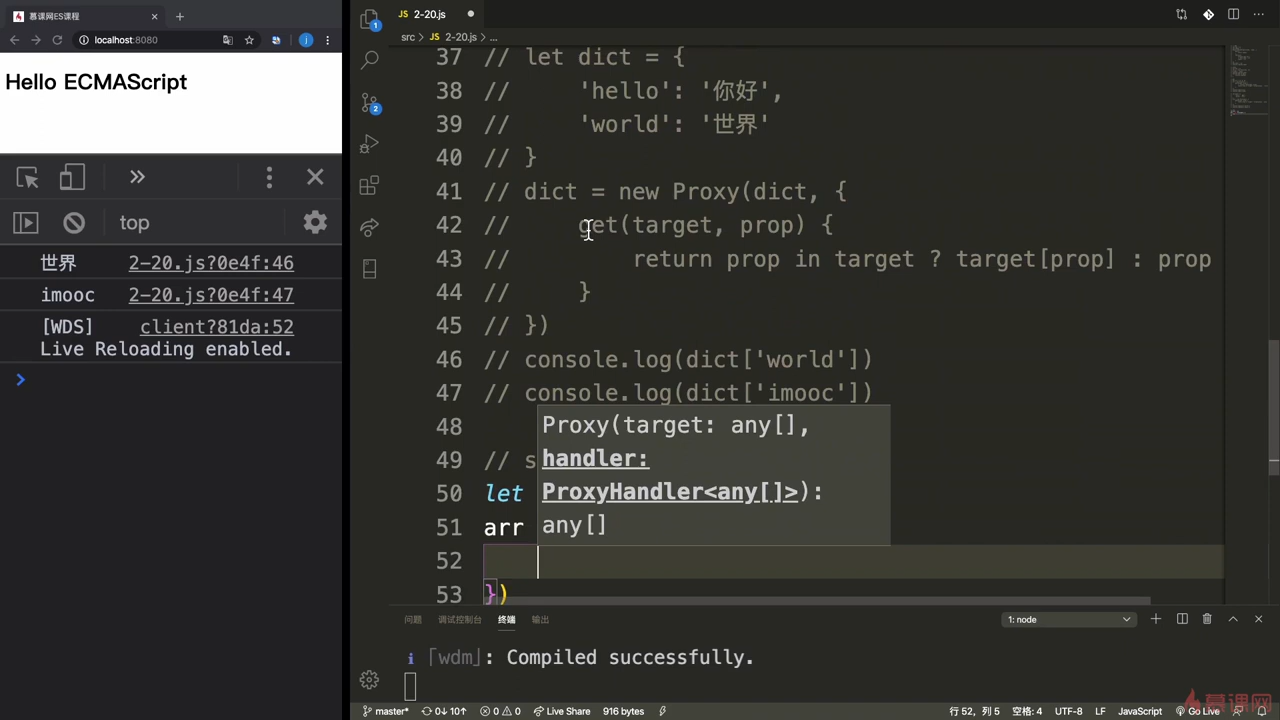 慕课网ES课程
localhost:8080
Hello ECMAScript
top
世界 2-20.js?0e4f:46
imooc 2-20.js?0e4f:47
[WDS] client?81da:52
Live Reloading enabled.
JS 2-20.js
src > JS 2-20.js > ...
37 // let dict = {
38 //     'hello': '你好',
39 //     'world': '世界'
40 // }
41 // dict = new Proxy(dict, {
42 //     get(target, prop) {
43 //         return prop in target ? target[prop] : prop
44 //     }
45 // })
46 // console.log(dict['world'])
47 // console.log(dict['imooc'])
48
49 // s
50 let
51 arr
52
53 })
Proxy(target: any[],
handler:
ProxyHandler<any[]>):
any[]
问题 调试控制台 终端 输出 1: node
i ｢wdm｣: Compiled successfully.
master* 0↓ 10↑ 0 0 Live Share 916 bytes 行 52, 列 5 空格: 4 UTF-8 LF JavaScript Go Live
慕课网